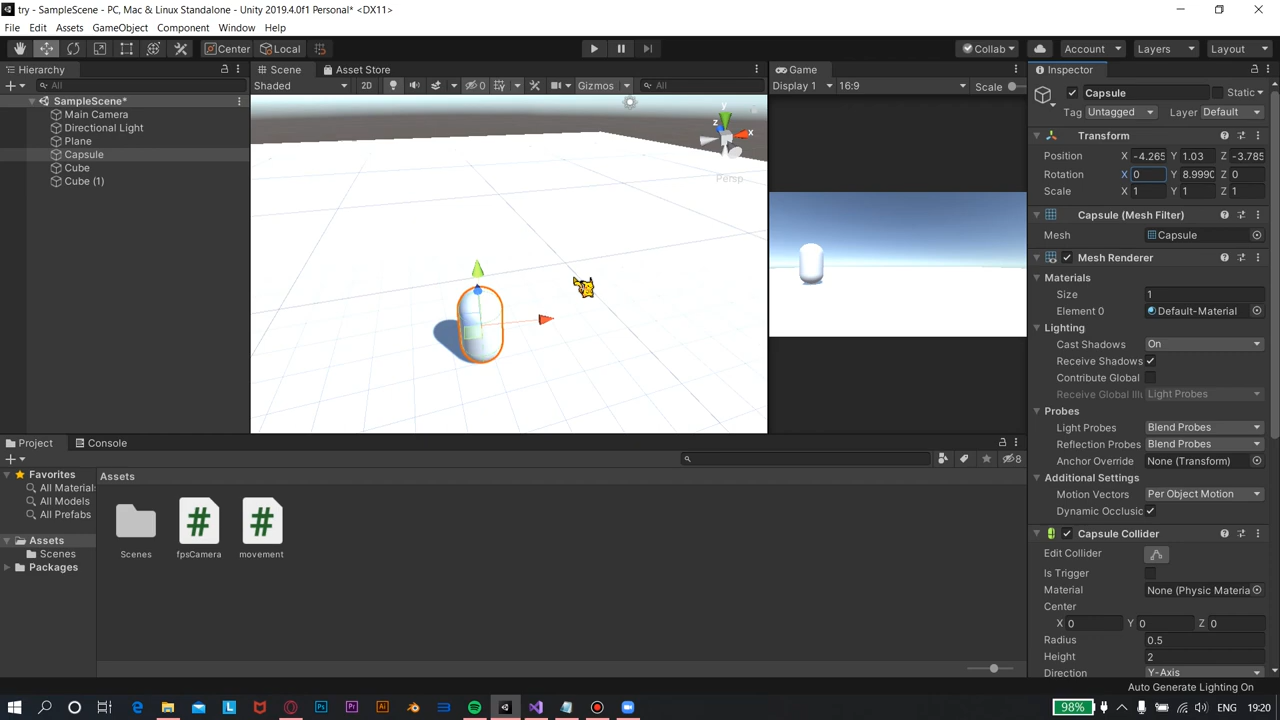 try - SampleScene - PC, Mac & Linux Standalone - Unity 2019.4.0f1 Personal* <DX11>
File Edit Assets GameObject Component Window Help
Center Local Collab Account Layers Layout
Hierarchy Scene Asset Store Game Inspector
All Shaded 2D 0 Gizmos All Display 1 16:9 Scale Capsule Static
SampleScene*
Main Camera
Directional Light
Plane
Capsule
Cube
Cube (1)
y
z x
Persp
Tag Untagged Layer Default
Transform
Position X -4.265 Y 1.03 Z -3.785
Rotation X 0 Y 8.9990 Z 0
Scale X 1 Y 1 Z 1
Capsule (Mesh Filter)
Mesh Capsule
Mesh Renderer
Materials
Size 1
Element 0 Default-Material
Lighting
Cast Shadows On
Receive Shadows
Contribute Global
Receive Global Illu Light Probes
Probes
Light Probes Blend Probes
Reflection Probes Blend Probes
Anchor Override None (Transform)
Additional Settings
Motion Vectors Per Object Motion
Dynamic Occlusic
Capsule Collider
Edit Collider
Is Trigger
Material None (Physic Materia
Center
X 0 Y 0 Z 0
Radius 0.5
Height 2
Direction Y-Axis
Project Console
8
Favorites
All Materials
All Models
All Prefabs
Assets
Scenes
Packages
Assets
Scenes fpsCamera movement
Auto Generate Lighting On
98% ENG 19:20